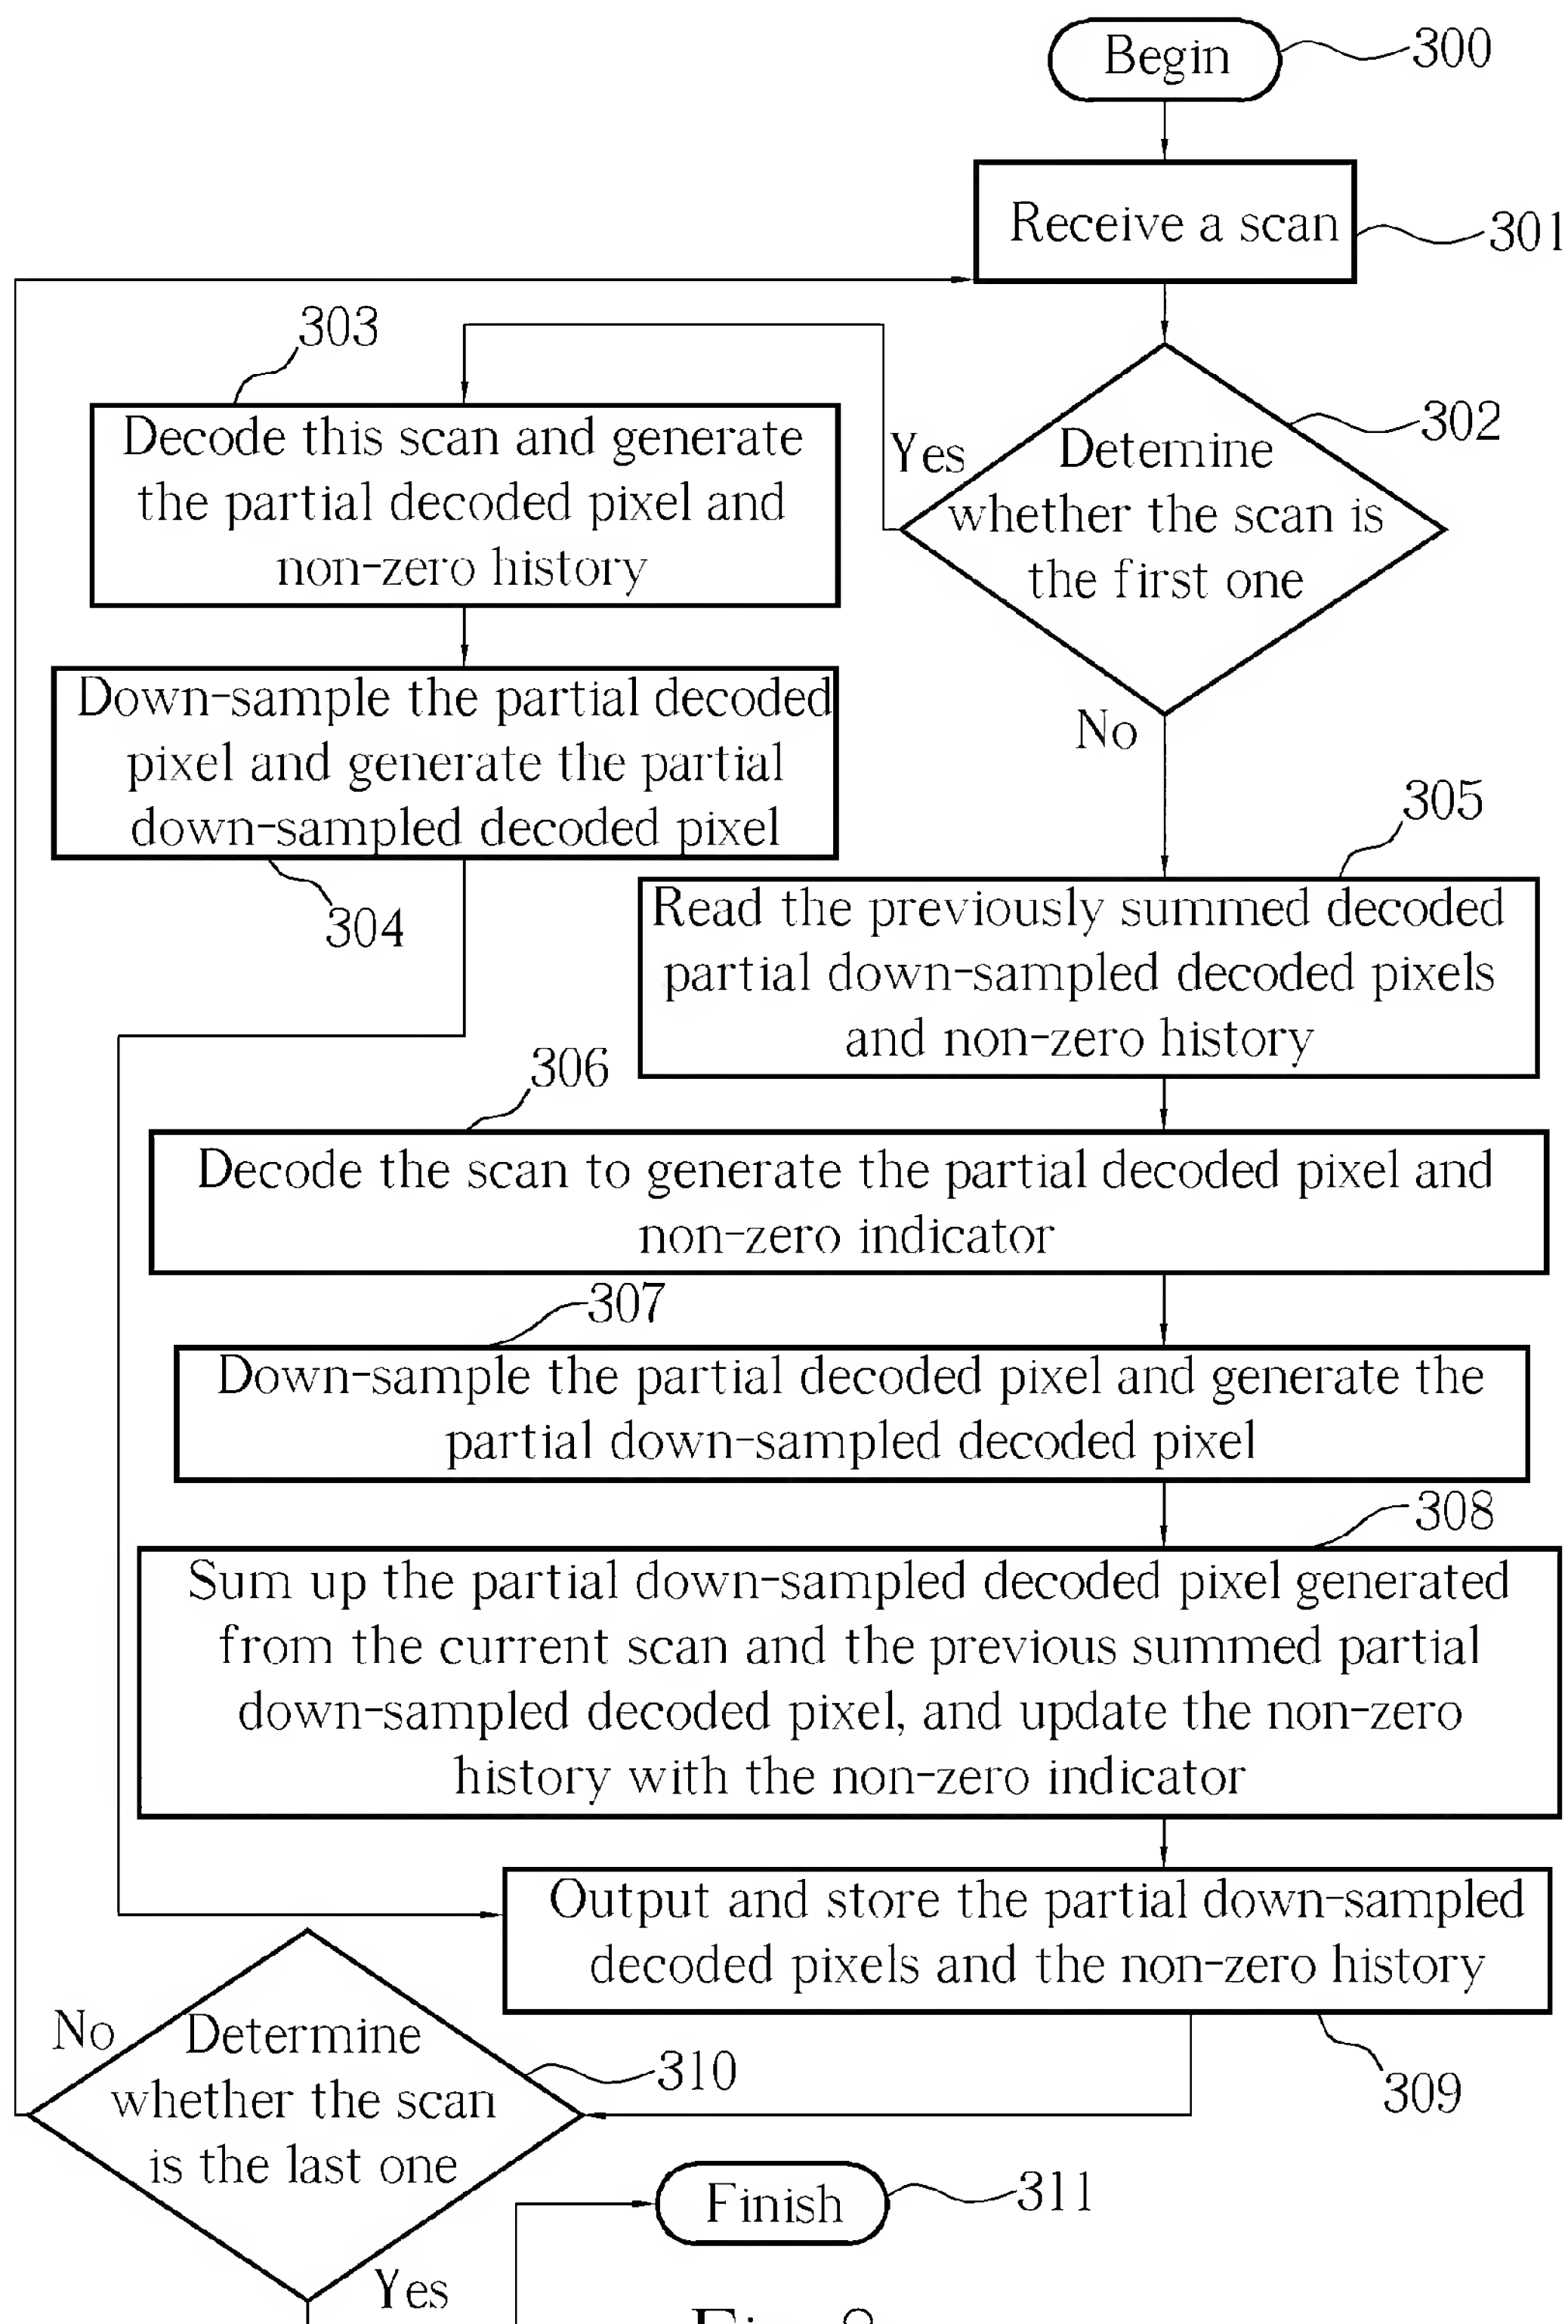 Begin
300
Receive a scan
301
303
Decode this scan and generate
the partial decoded pixel and
non-zero history
Yes
Detemine
whether the scan is
the first one
302
No
Down-sample the partial decoded
pixel and generate the partial
down-sampled decoded pixel
304
305
Read the previously summed decoded
partial down-sampled decoded pixels
and non-zero history
306
Decode the scan to generate the partial decoded pixel and
non-zero indicator
307
Down-sample the partial decoded pixel and generate the
partial down-sampled decoded pixel
308
Sum up the partial down-sampled decoded pixel generated
from the current scan and the previous summed partial
down-sampled decoded pixel, and update the non-zero
history with the non-zero indicator
Output and store the partial down-sampled
decoded pixels and the non-zero history
309
No
Determine
whether the scan
is the last one
310
Yes
Finish
311